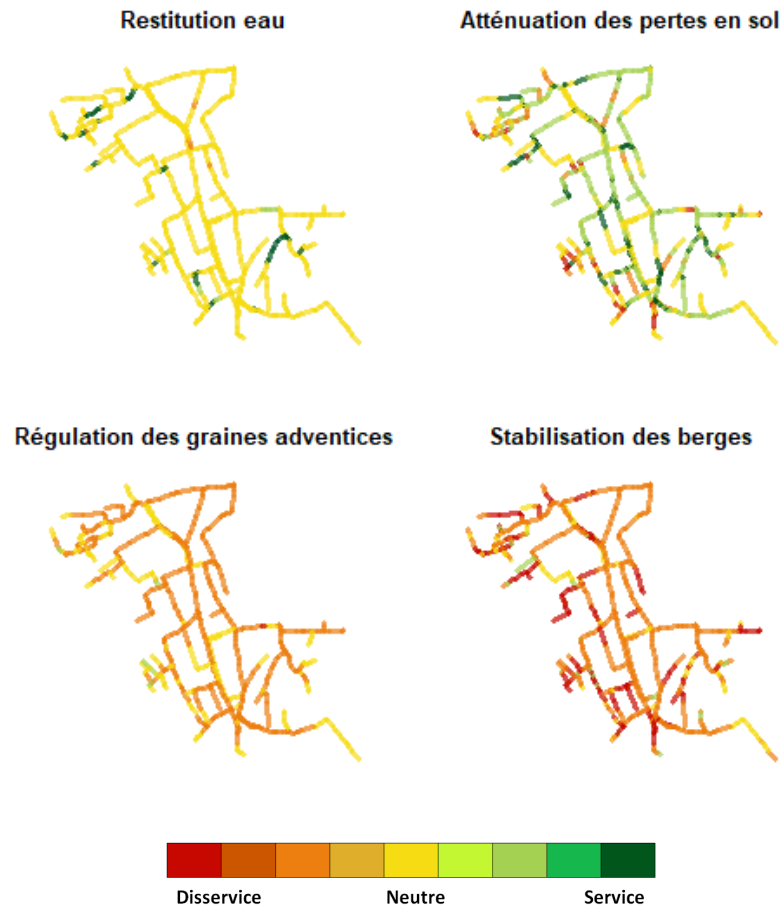 Restitution eau
Atténuation des pertes en sol
Régulation des graines adventices
Stabilisation des berges
Disservice
Neutre
Service